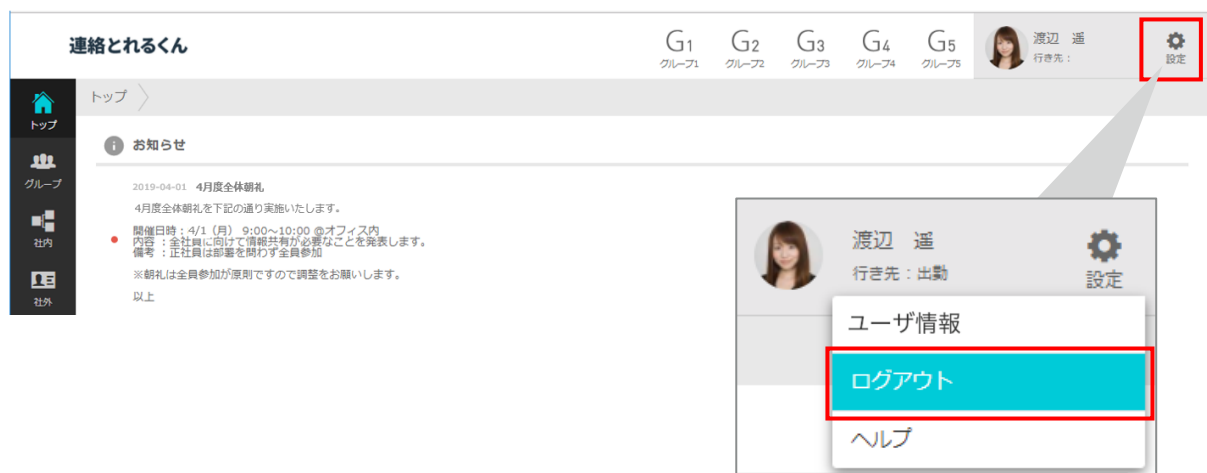 連絡とれるくん
G1 G2 G3 G4 G5
グループ1 グループ2 グループ3 グループ4 グループ5
渡辺 遥
行き先：
設定
トップ
トップ
グループ
社内
社外
お知らせ
2019-04-01 4月度全体朝礼
4月度全体朝礼を下記の通り実施いたします。
開催日時：4/1（月） 9:00～10:00 @オフィス内
内容 ：全社員に向けて情報共有が必要なことを発表します。
備考 ：正社員は部署を問わず全員参加
※朝礼は全員参加が原則ですので調整をお願いします。
以上
渡辺 遥
行き先：出勤
設定
ユーザ情報
ログアウト
ヘルプ